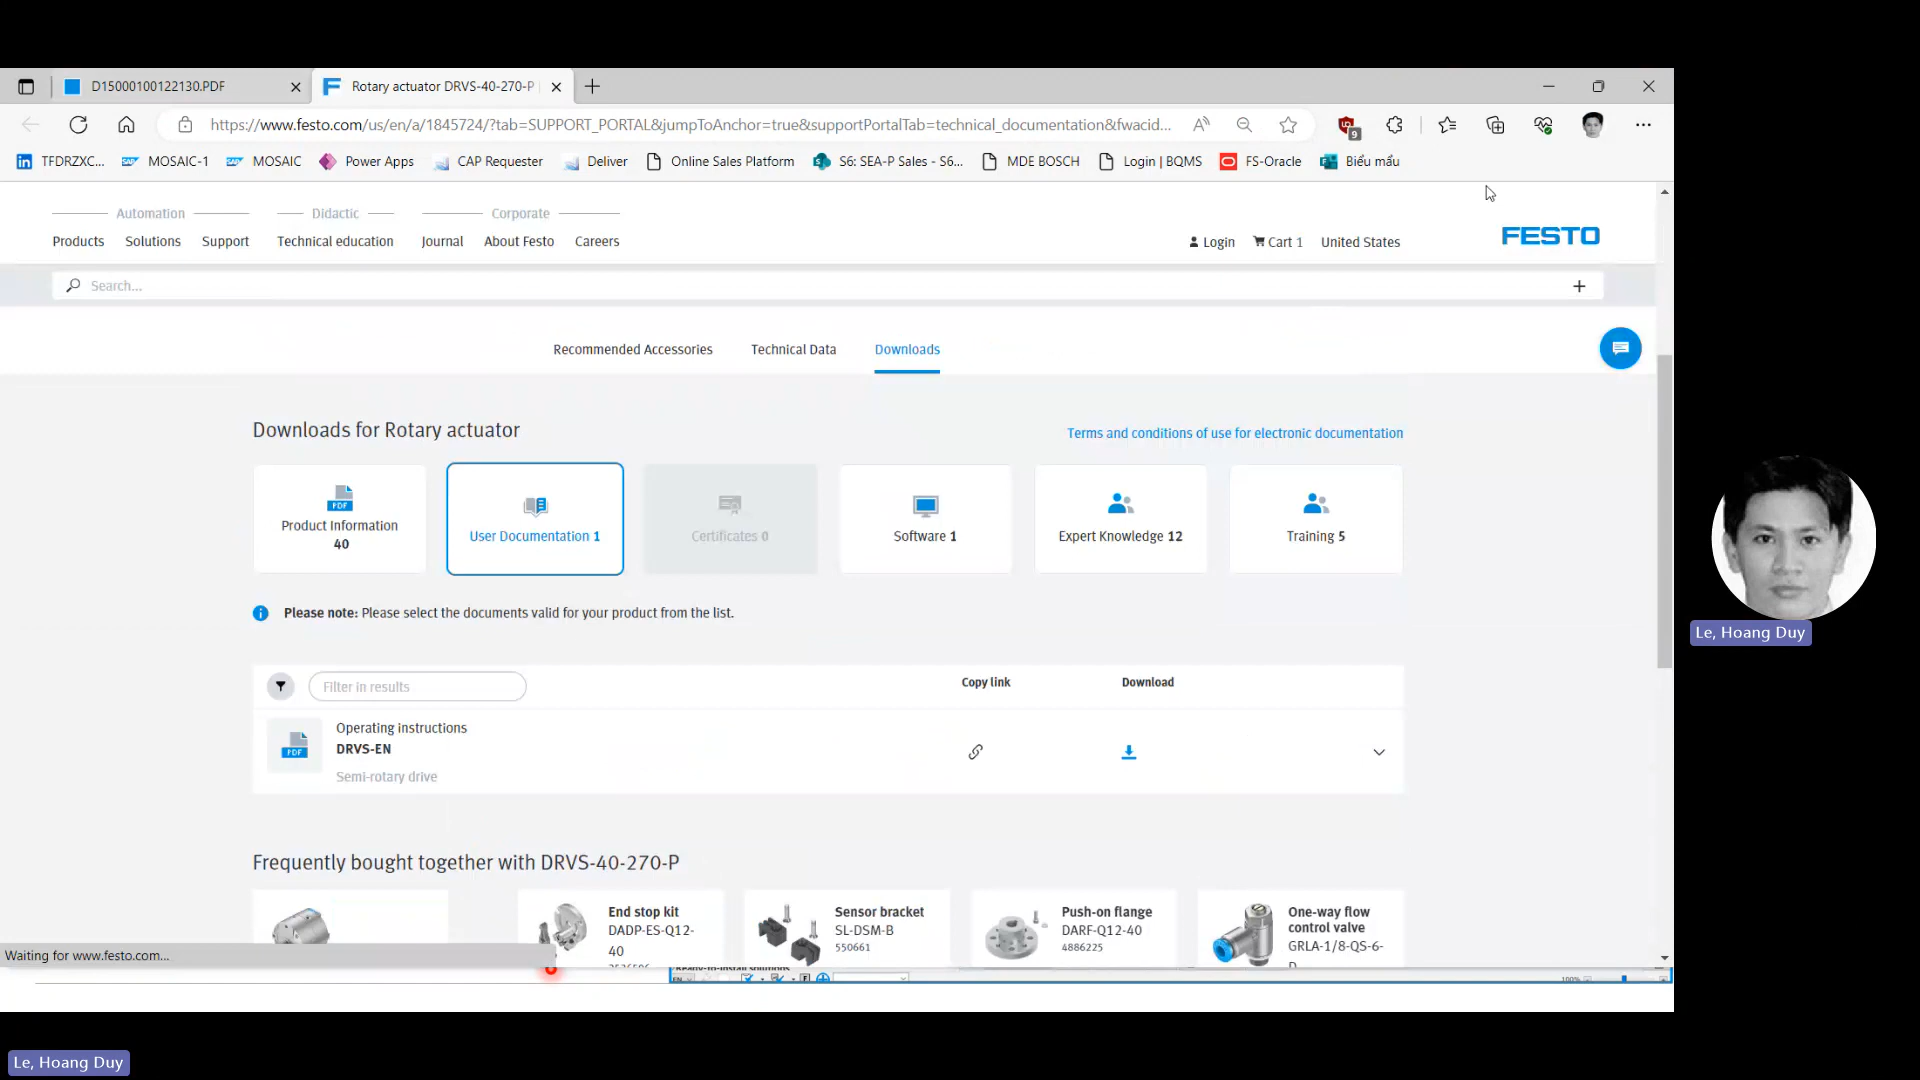 D15000100122130.PDF
Rotary actuator DRVS-40-270-P
https://www.festo.com/us/en/a/1845724/?tab=SUPPORT_PORTAL&jumpToAnchor=true&supportPortalTab=technical_documentation&fwacid...
9
TFDRZXC...
MOSAIC-1
MOSAIC
Power Apps
CAP Requester
Deliver
Online Sales Platform
S6: SEA-P Sales - S6...
MDE BOSCH
Login | BQMS
FS-Oracle
Biểu mẩu
Automation
Didactic
Corporate
Products
Solutions
Support
Technical education
Journal
About Festo
Careers
Login
Cart 1
United States
FESTO
Search...
Recommended Accessories
Technical Data
Downloads
Downloads for Rotary actuator
Terms and conditions of use for electronic documentation
PDF
Product Information
40
User Documentation 1
Certificates 0
Software 1
Expert Knowledge 12
Training 5
Please note: Please select the documents valid for your product from the list.
Filter in results
Copy link
Download
Operating instructions
PDF
DRVS-EN
Semi-rotary drive
Frequently bought together with DRVS-40-270-P
End stop kit
DADP-ES-Q12-
40
Sensor bracket
SL-DSM-B
550661
Push-on flange
DARF-Q12-40
4886225
One-way flow
control valve
GRLA-1/8-QS-6-
D
Waiting for www.festo.com...
100%
Le, Hoang Duy
Le, Hoang Duy